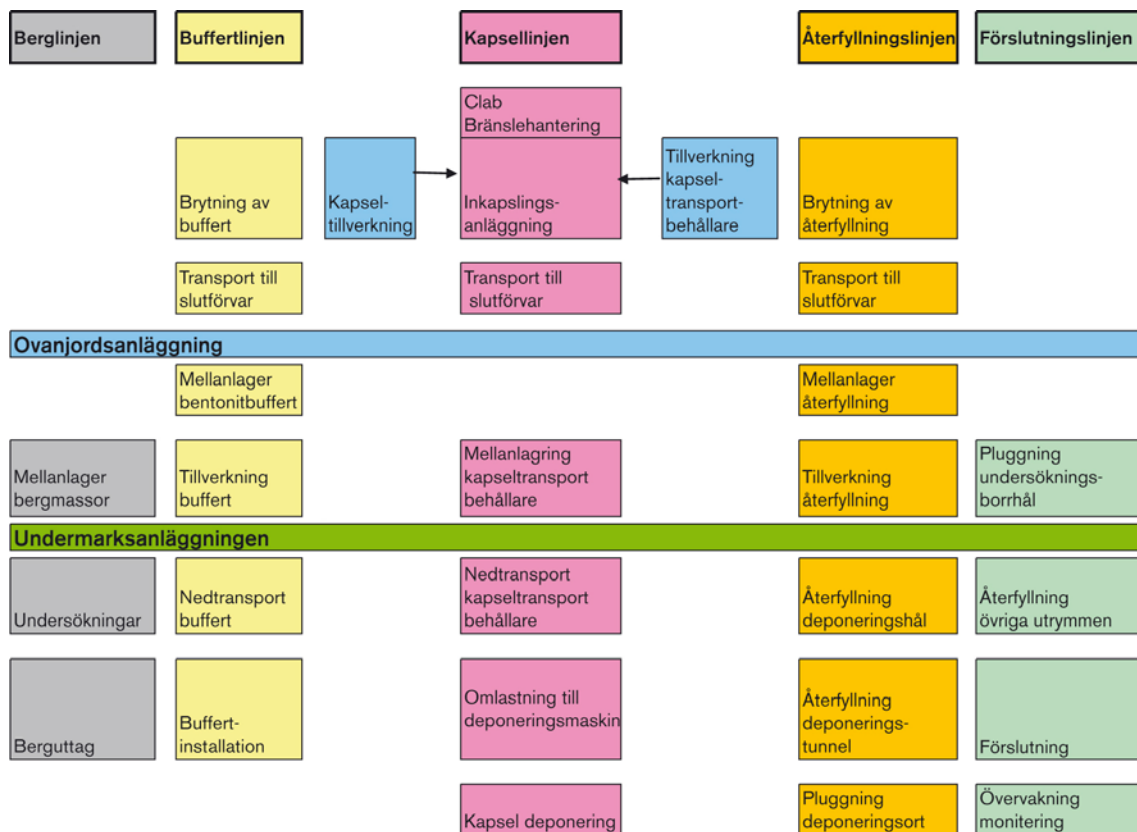 Berglinjen
Buffertlinjen
Kapsellinjen
Återfyllningslinjen
Förslutningslinjen
Clab
Bränslehantering
Brytning av
buffert
Kapsel-
tillverkning
Inkapslings-
anläggning
Tillverkning
kapsel-
transport-
behållare
Brytning av
återfyllning
Transport till
slutförvar
Transport till
slutförvar
Transport till
slutförvar
Ovanjordsanläggning
Mellanlager
bentonitbuffert
Mellanlager
återfyllning
Mellanlager
bergmassor
Tillverkning
buffert
Mellanlagring
kapseltransport
behållare
Tillverkning
återfyllning
Pluggning
undersöknings-
borrhål
Undermarksanläggningen
Undersökningar
Nedtransport
buffert
Nedtransport
kapseltransport
behållare
Återfyllning
deponeringshål
Återfyllning
övriga utrymmen
Berguttag
Buffert-
installation
Omlastning till
deponeringsmaskin
Återfyllning
deponerings-
tunnel
Förslutning
Kapsel deponering
Pluggning
deponeringsort
Övervakning
monitering